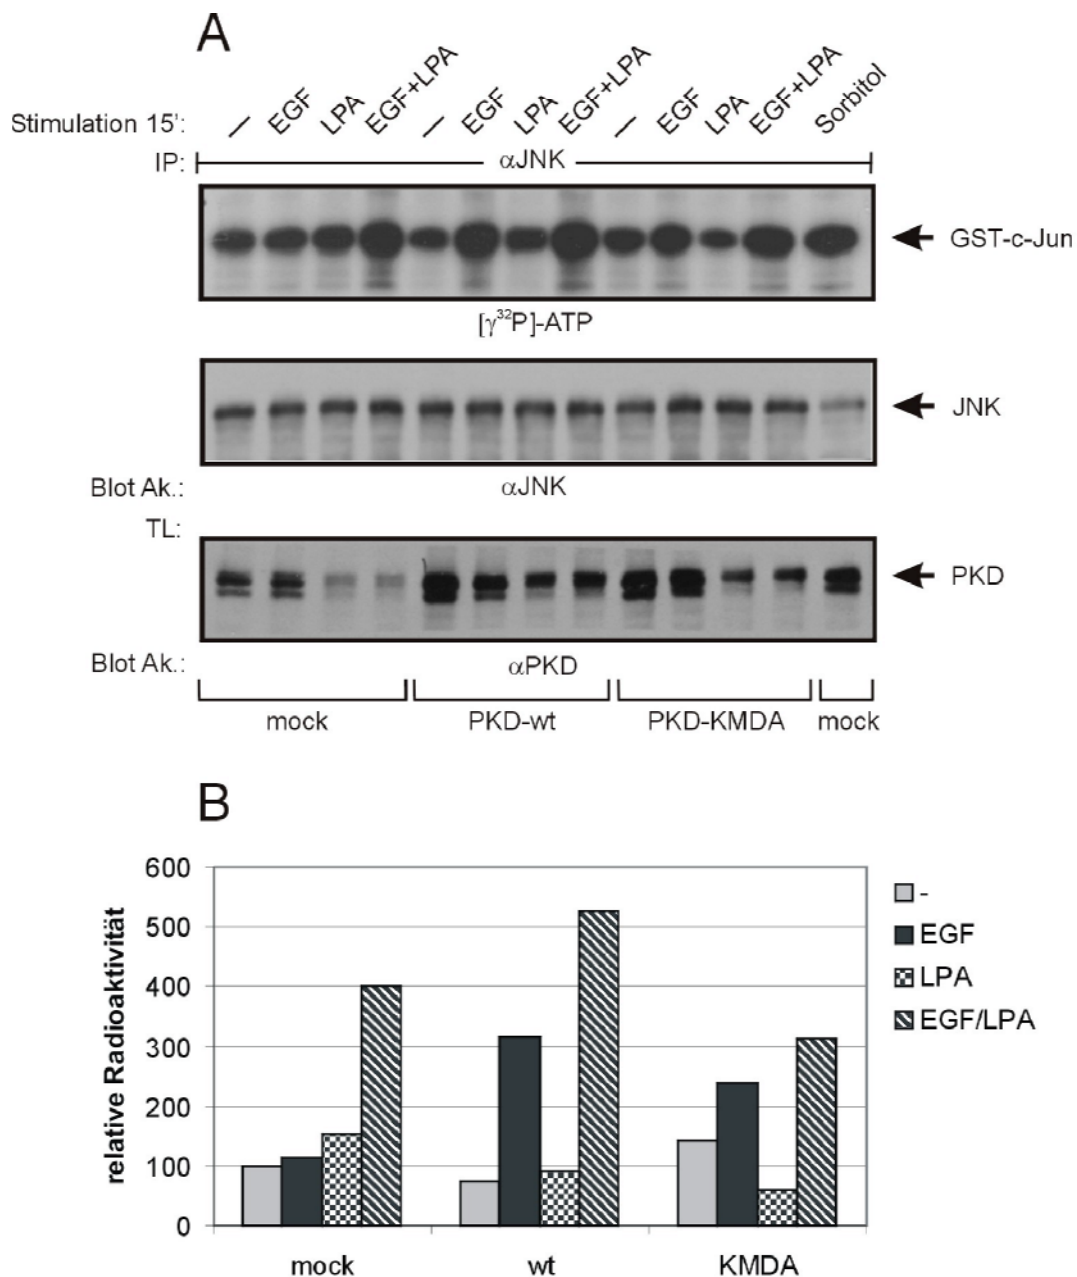 A
Stimulation 15': — EGF LPA EGF+LPA — EGF LPA EGF+LPA — EGF LPA EGF+LPA Sorbitol
IP: αJNK
GST-c-Jun
[γ³²P]-ATP
JNK
Blot Ak.: αJNK
TL:
PKD
Blot Ak.: αPKD
mock PKD-wt PKD-KMDA mock
B
600
500
400
300
200
100
0
relative Radioaktivität
mock wt KMDA
-
EGF
LPA
EGF/LPA